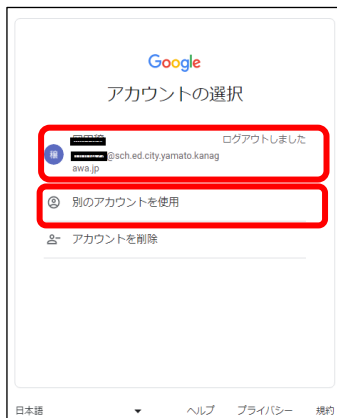 Google
アカウントの選択
ログアウトしました
@sch.ed.city.yamato.kanag
awa.jp
別のアカウントを使用
アカウントを削除
日本語 ヘルプ プライバシー 規約